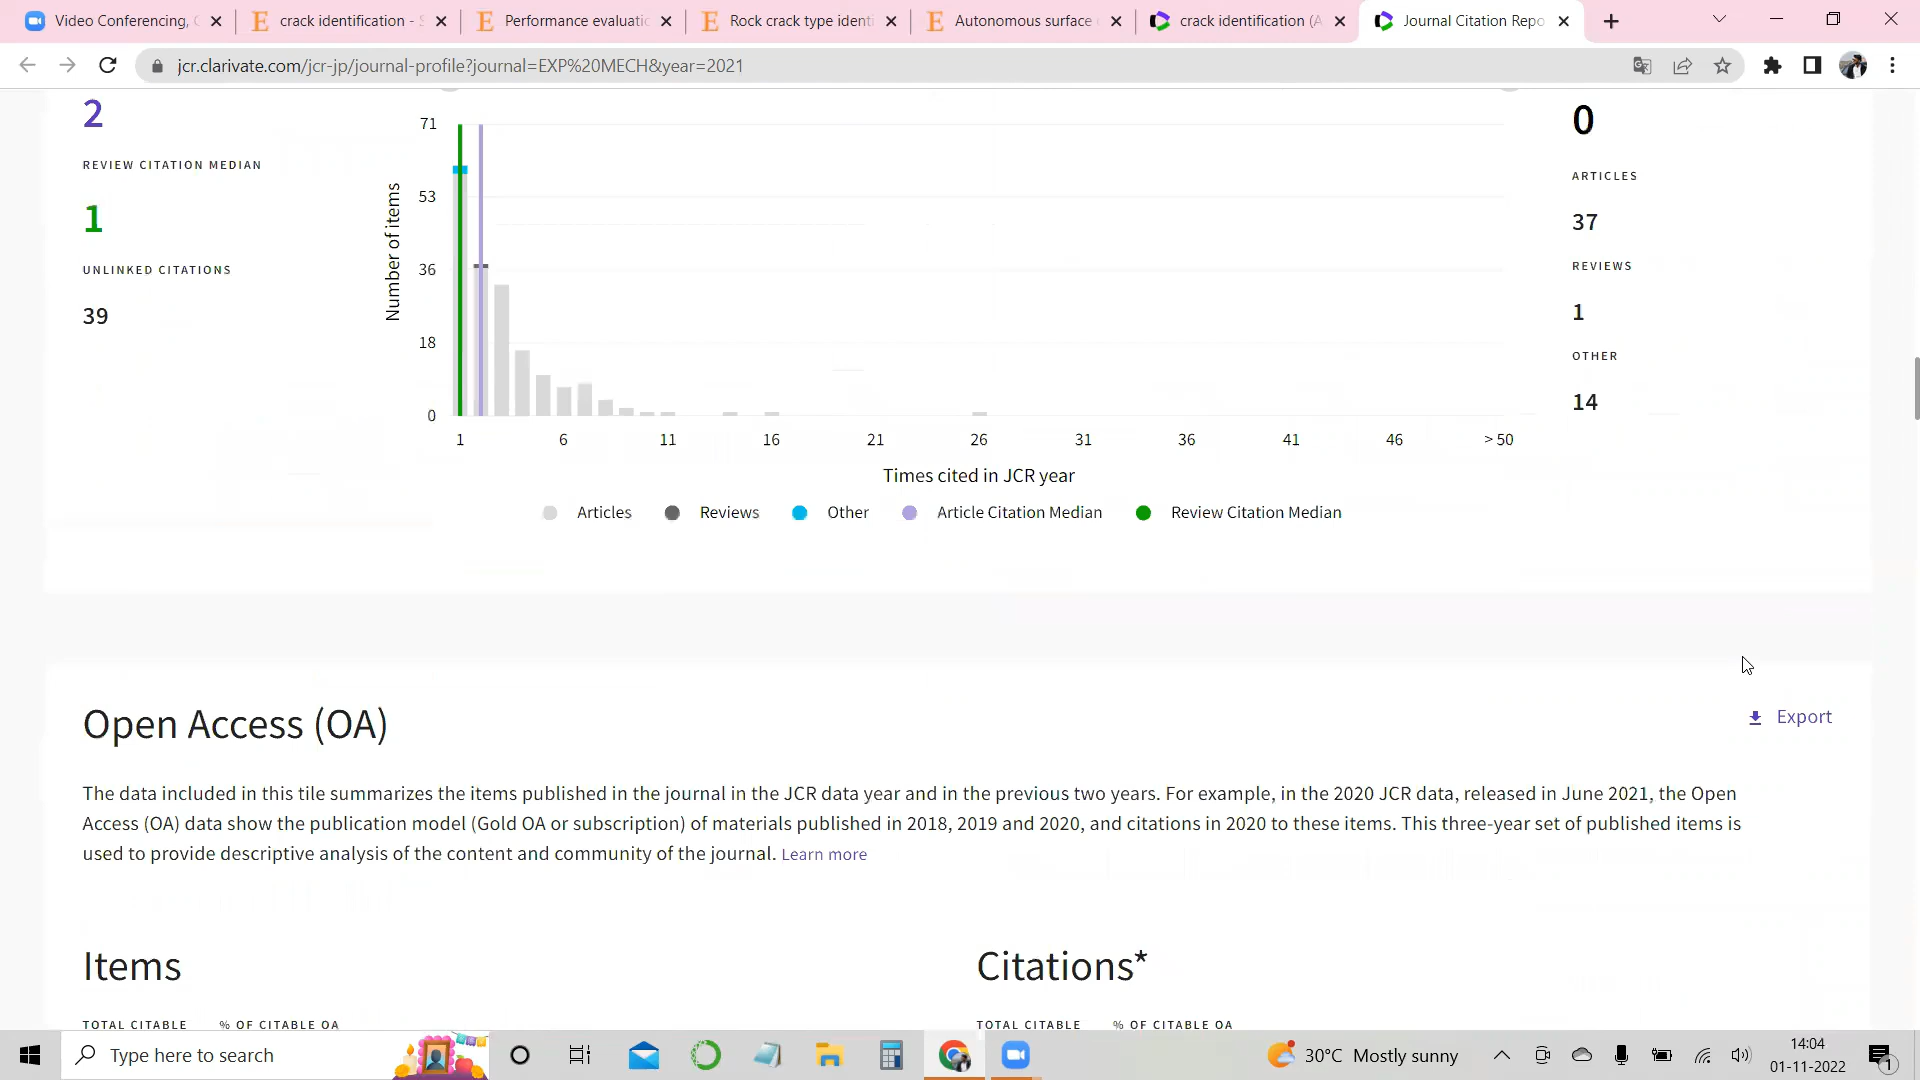 Video Conferencing, C
crack identification - S
Performance evaluatio
Rock crack type identi
Autonomous surface c
crack identification (A
Journal Citation Repo
jcr.clarivate.com/jcr-jp/journal-profile?journal=EXP%20MECH&year=2021
2
REVIEW CITATION MEDIAN
1
UNLINKED CITATIONS
39
Number of items
71
53
36
18
0
1 6 11 16 21 26 31 36 41 46 > 50
Times cited in JCR year
Articles Reviews Other Article Citation Median Review Citation Median
0
ARTICLES
37
REVIEWS
1
OTHER
14
Open Access (OA)
Export
The data included in this tile summarizes the items published in the journal in the JCR data year and in the previous two years. For example, in the 2020 JCR data, released in June 2021, the Open
Access (OA) data show the publication model (Gold OA or subscription) of materials published in 2018, 2019 and 2020, and citations in 2020 to these items. This three-year set of published items is
used to provide descriptive analysis of the content and community of the journal. Learn more
Items
Citations*
TOTAL CITABLE % OF CITABLE OA
TOTAL CITABLE % OF CITABLE OA
Type here to search
30°C Mostly sunny
14:04
01-11-2022
1